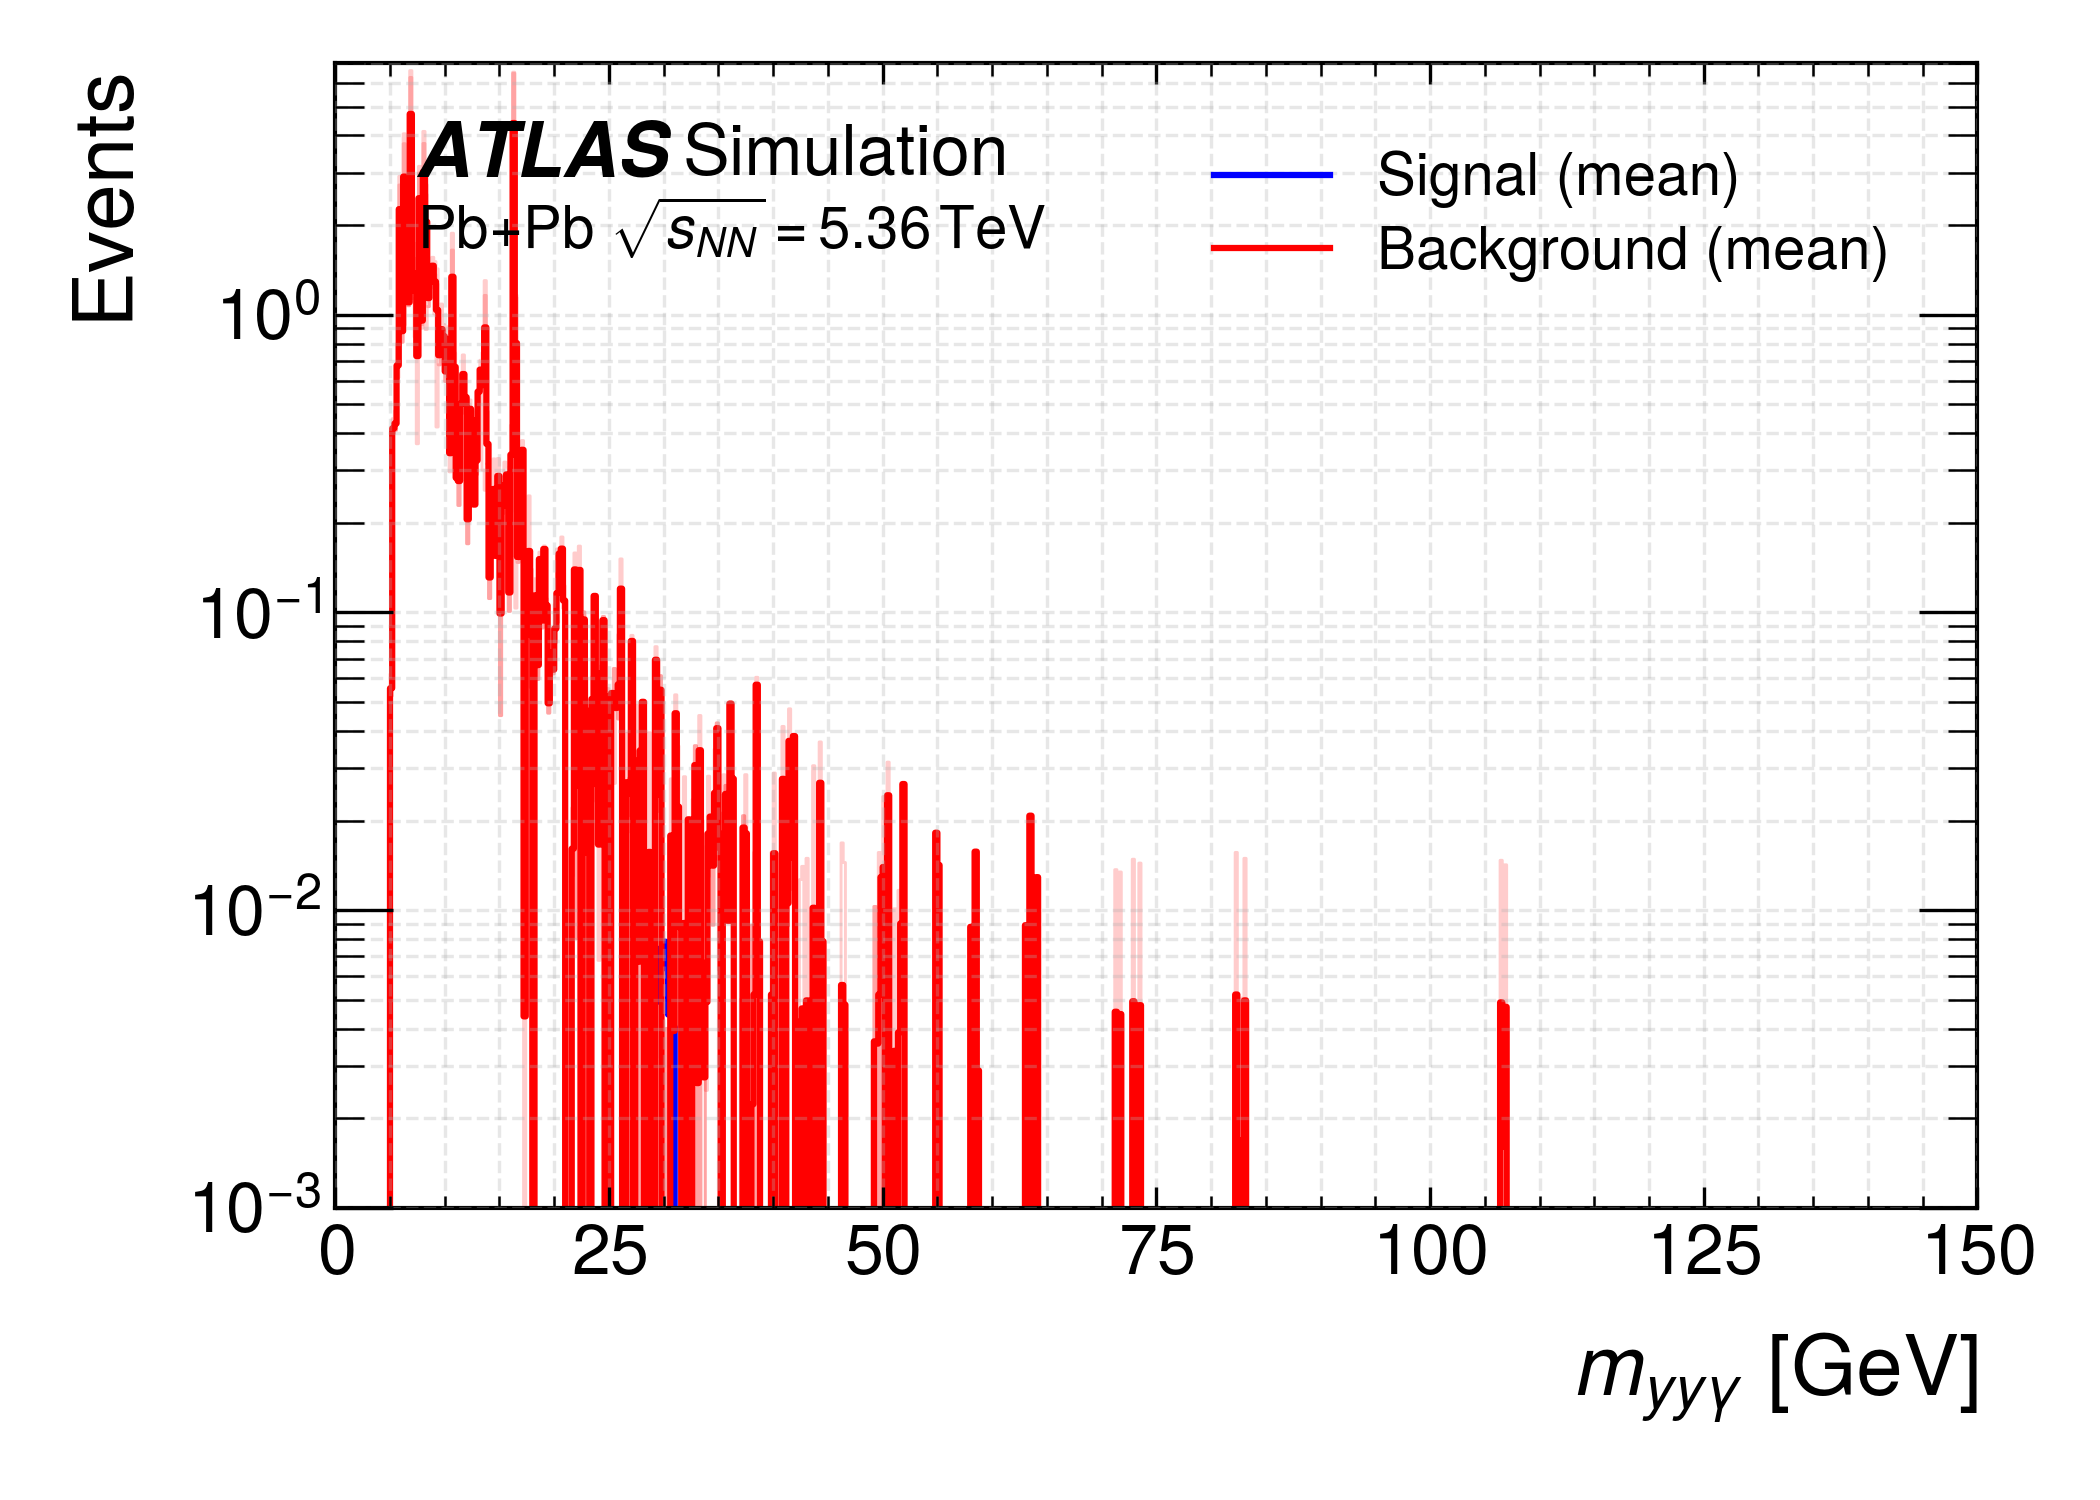 Events
ATLAS Simulation
Pb+Pb √s_NN = 5.36 TeV
Signal (mean)
Background (mean)
10⁰
10⁻¹
10⁻²
10⁻³
0 25 50 75 100 125 150
m_yyγ [GeV]